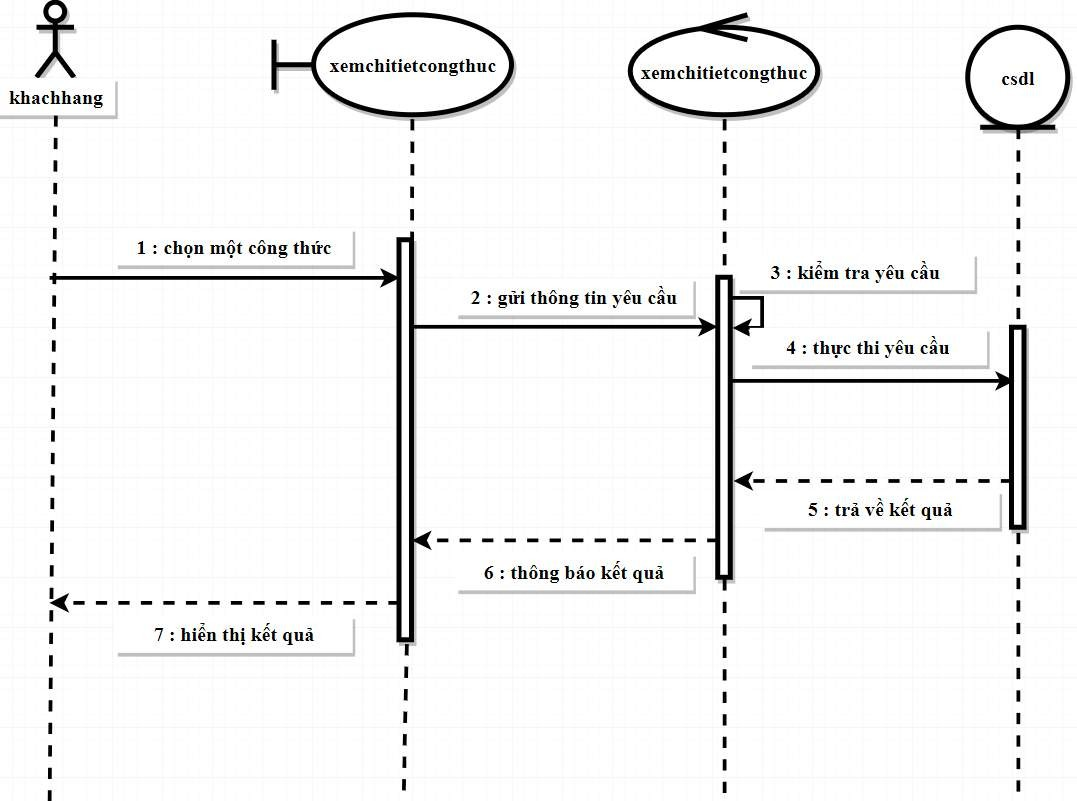 khachhang
xemchitietcongthuc
xemchitietcongthuc
csdl
1 : chọn một công thức
2 : gửi thông tin yêu cầu
3 : kiểm tra yêu cầu
4 : thực thi yêu cầu
5 : trả về kết quả
6 : thông báo kết quả
7 : hiển thị kết quả